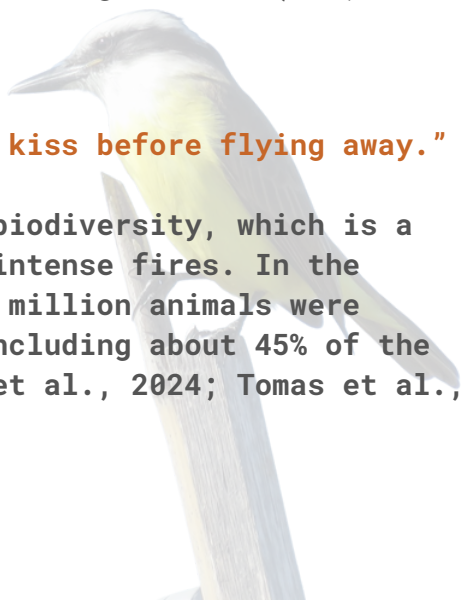 kiss before flying away.”
biodiversity, which is a
intense fires. In the
million animals were
ncluding about 45% of the
et al., 2024; Tomas et al.,